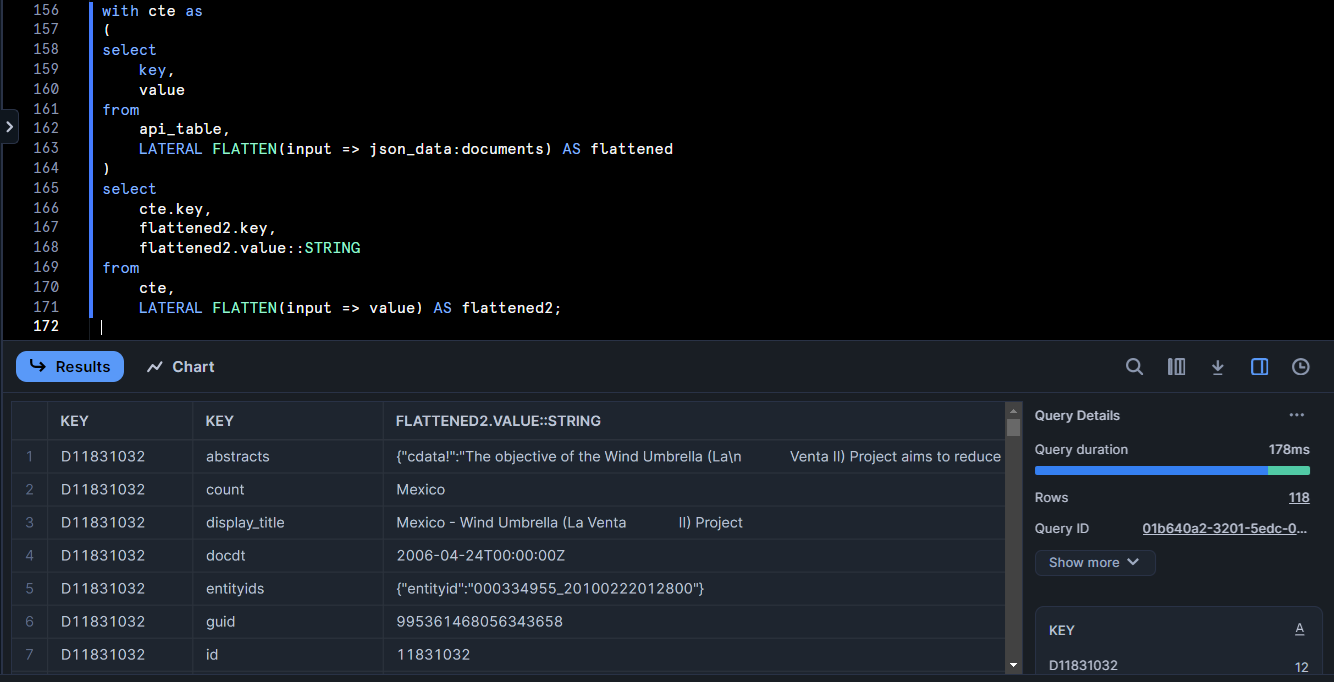 156 with cte as
157 (
158 select
159 key,
160 value
161 from
162 api_table,
163 LATERAL FLATTEN(input => json_data:documents) AS flattened
164 )
165 select
166 cte.key,
167 flattened2.key,
168 flattened2.value::STRING
169 from
170 cte,
171 LATERAL FLATTEN(input => value) AS flattened2;
172
Results Chart
KEY KEY FLATTENED2.VALUE::STRING
1 D11831032 abstracts {"cdata!":"The objective of the Wind Umbrella (La\n Venta II) Project aims to reduce
2 D11831032 count Mexico
3 D11831032 display_title Mexico - Wind Umbrella (La Venta II) Project
4 D11831032 docdt 2006-04-24T00:00:00Z
5 D11831032 entityids {"entityid":"000334955_20100222012800"}
6 D11831032 guid 995361468056343658
7 D11831032 id 11831032
Query Details ...
Query duration 178ms
Rows 118
Query ID 01b640a2-3201-5edc-0...
Show more
KEY A
D11831032 12